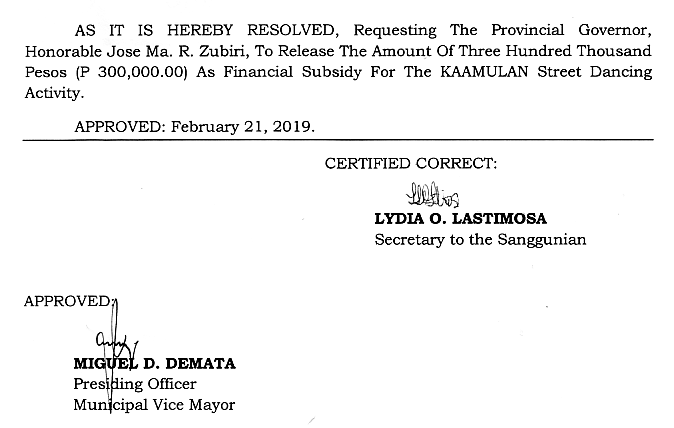 AS IT IS HEREBY RESOLVED, Requesting The Provincial Governor,
Honorable Jose Ma. R. Zubiri, To Release The Amount Of Three Hundred Thousand
Pesos (P 300,000.00) As Financial Subsidy For The KAAMULAN Street Dancing
Activity.
APPROVED: February 21, 2019.
CERTIFIED CORRECT:
LYDIA O. LASTIMOSA
Secretary to the Sanggunian
APPROVED:
MIGUEL D. DEMATA
Presiding Officer
Municipal Vice Mayor